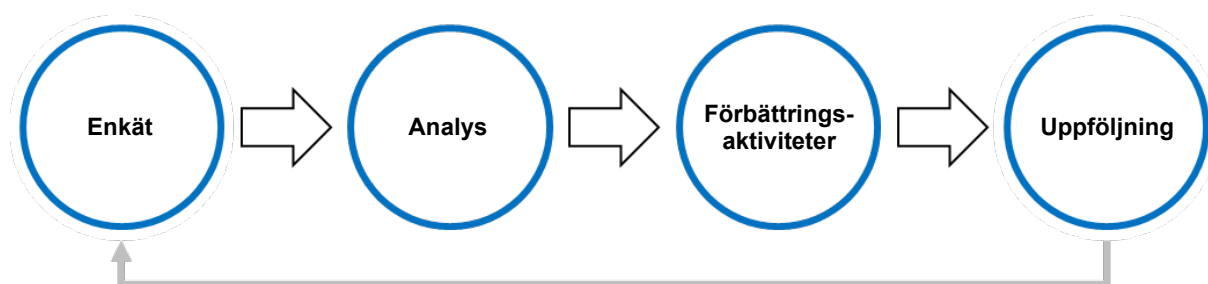 Enkät
Analys
Förbättrings-
aktiviteter
Uppföljning